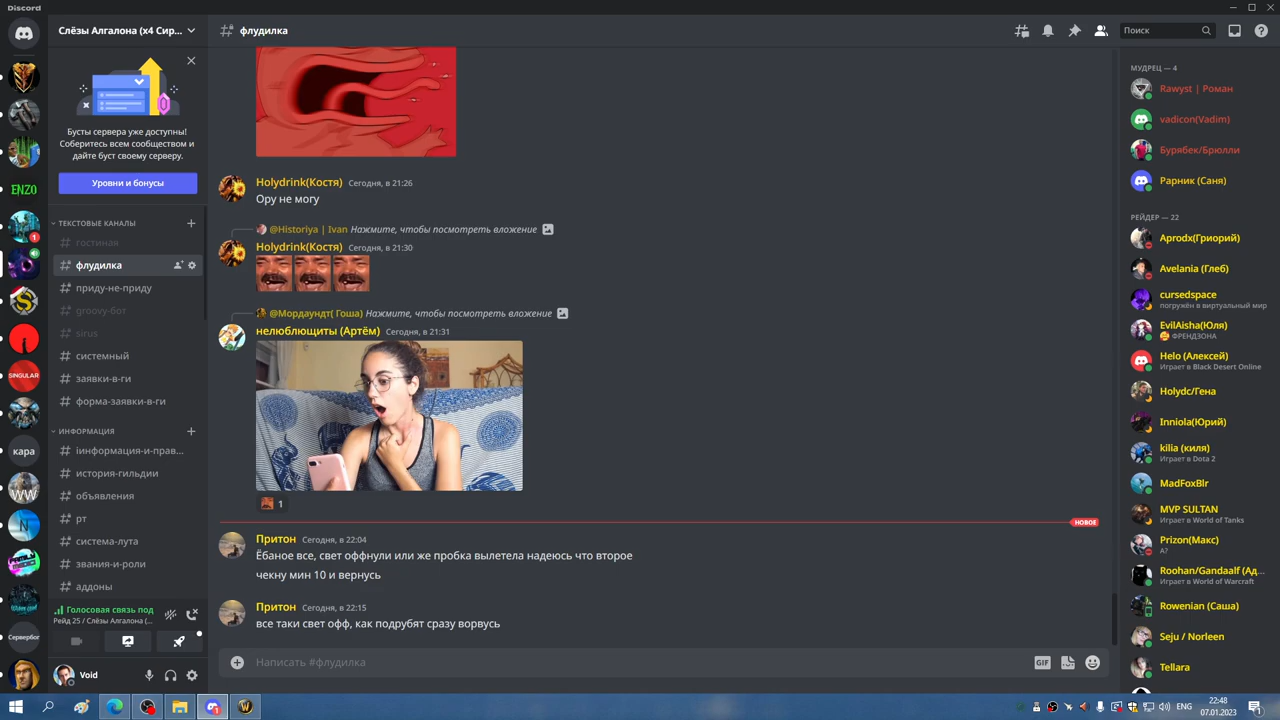 Discord
Слёзы Алгалона (x4 Сир...
флудилка
Поиск
Бусты сервера уже доступны!
Соберитесь всем сообществом и
дайте буст своему серверу.
Уровни и бонусы
ТЕКСТОВЫЕ КАНАЛЫ
гостиная
флудилка
приду-не-приду
groovy-бот
sirus
системный
заявки-в-ги
форма-заявки-в-ги
ИНФОРМАЦИЯ
информация-и-прав...
история-гильдии
объявления
рт
система-лута
звания-и-роли
аддоны
Голосовая связь под
Рейд 25 / Слёзы Алгалона (...
Void
ENZO
1
SINGULAR
кара
WW
N
Сервербог
Holydrink(Костя) Сегодня, в 21:26
Ору не могу
@Historiya | Ivan Нажмите, чтобы посмотреть вложение
Holydrink(Костя) Сегодня, в 21:30
@Мордаундт( Гоша) Нажмите, чтобы посмотреть вложение
нелюблющиты (Артём) Сегодня, в 21:31
1
НОВОЕ
Притон Сегодня, в 22:04
Ёбаное все, свет оффнули или же пробка вылетела надеюсь что второе
чекну мин 10 и вернусь
Притон Сегодня, в 22:15
все таки свет офф, как подрубят сразу ворвусь
Написать #флудилка
GIF
МУДРЕЦ — 4
Rawyst | Роман
vadicon(Vadim)
Бурябек/Брюлли
Рарник (Саня)
РЕЙДЕР — 22
Aprodx(Гриорий)
Avelania (Глеб)
cursedspace
погружён в виртуальный мир
EvilAisha(Юля)
ФРЕНДЗОНА
Helo (Алексей)
Играет в Black Desert Online
Holydc/Гена
Inniola(Юрий)
kilia (киля)
Играет в Dota 2
MadFoxBlr
MVP SULTAN
Играет в World of Tanks
Prizon(Макс)
А?
Roohan/Gandaalf (Ад...
Играет в World of Warcraft
Rowenian (Саша)
Seju / Norleen
Tellara
ENG
22:48
07.01.2023
1